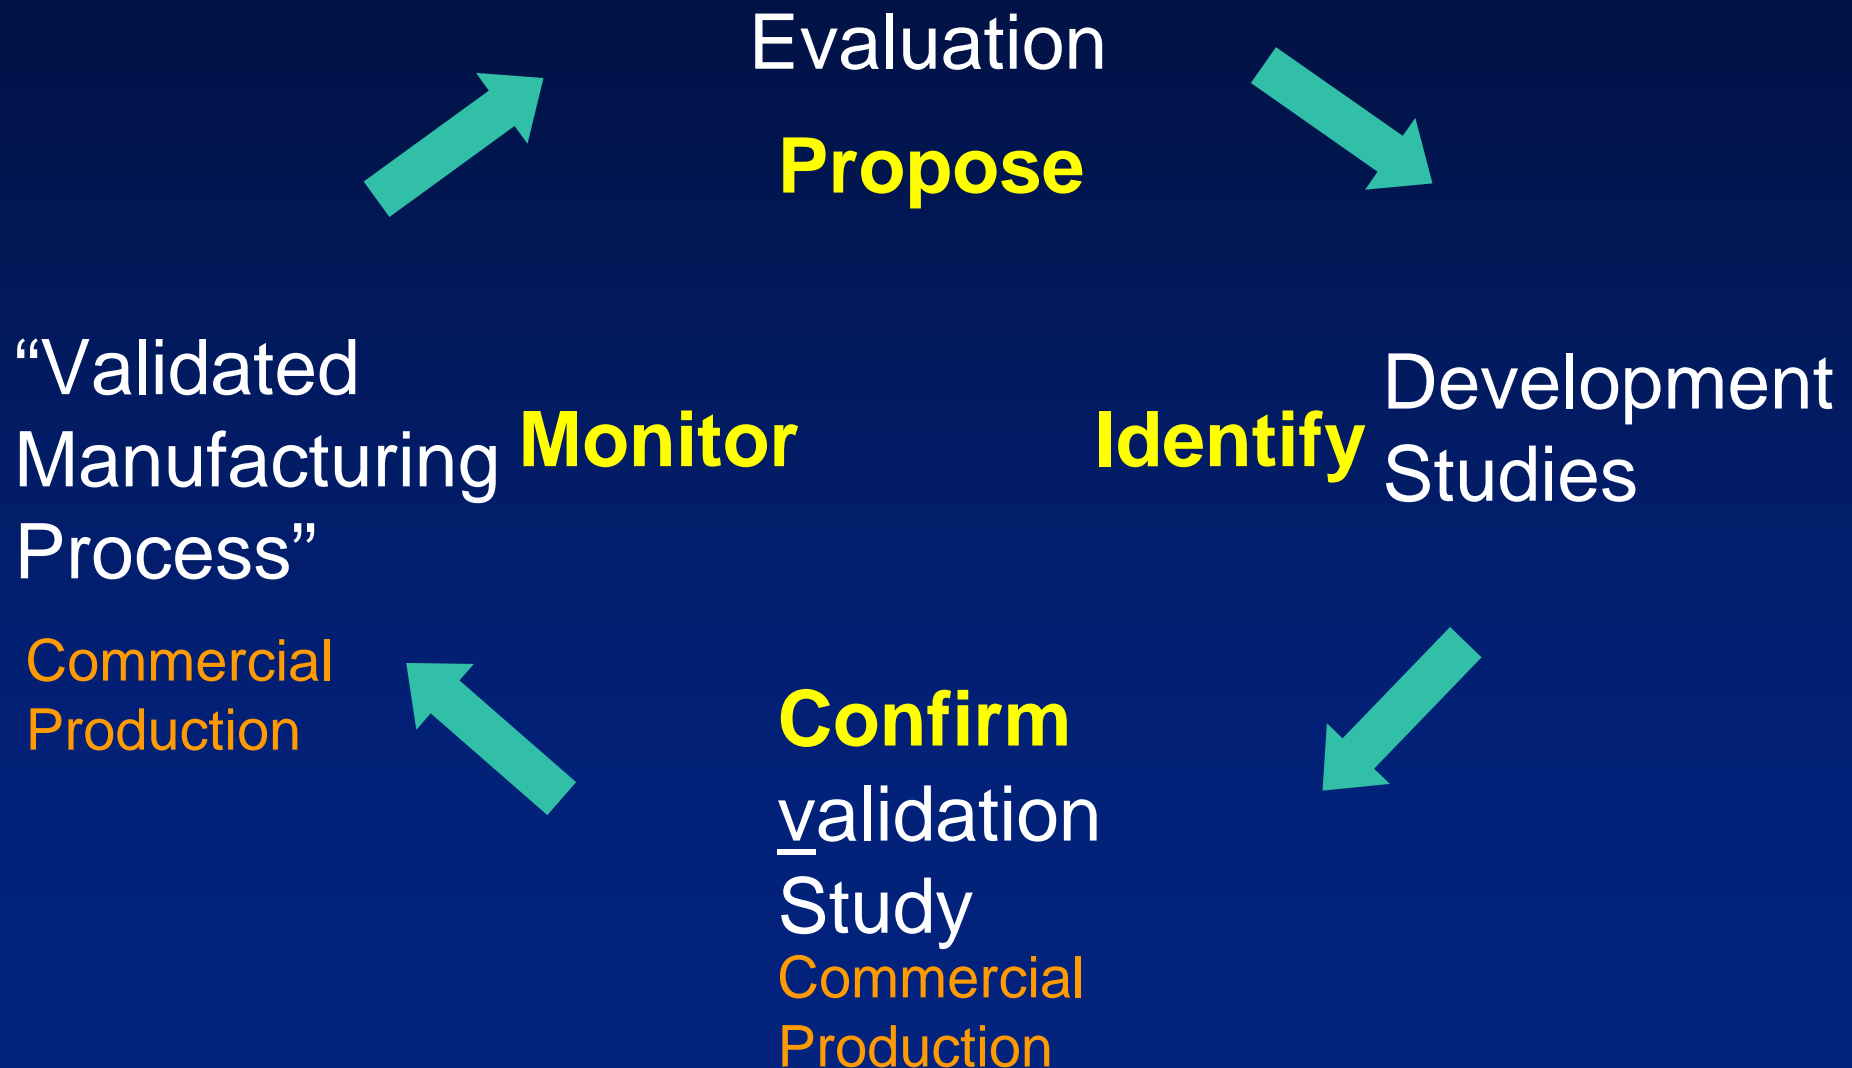 Evaluation
Propose
“Validated
Manufacturing
Process”
Monitor
Identify
Development
Studies
Commercial
Production
Confirm
validation
Study
Commercial
Production